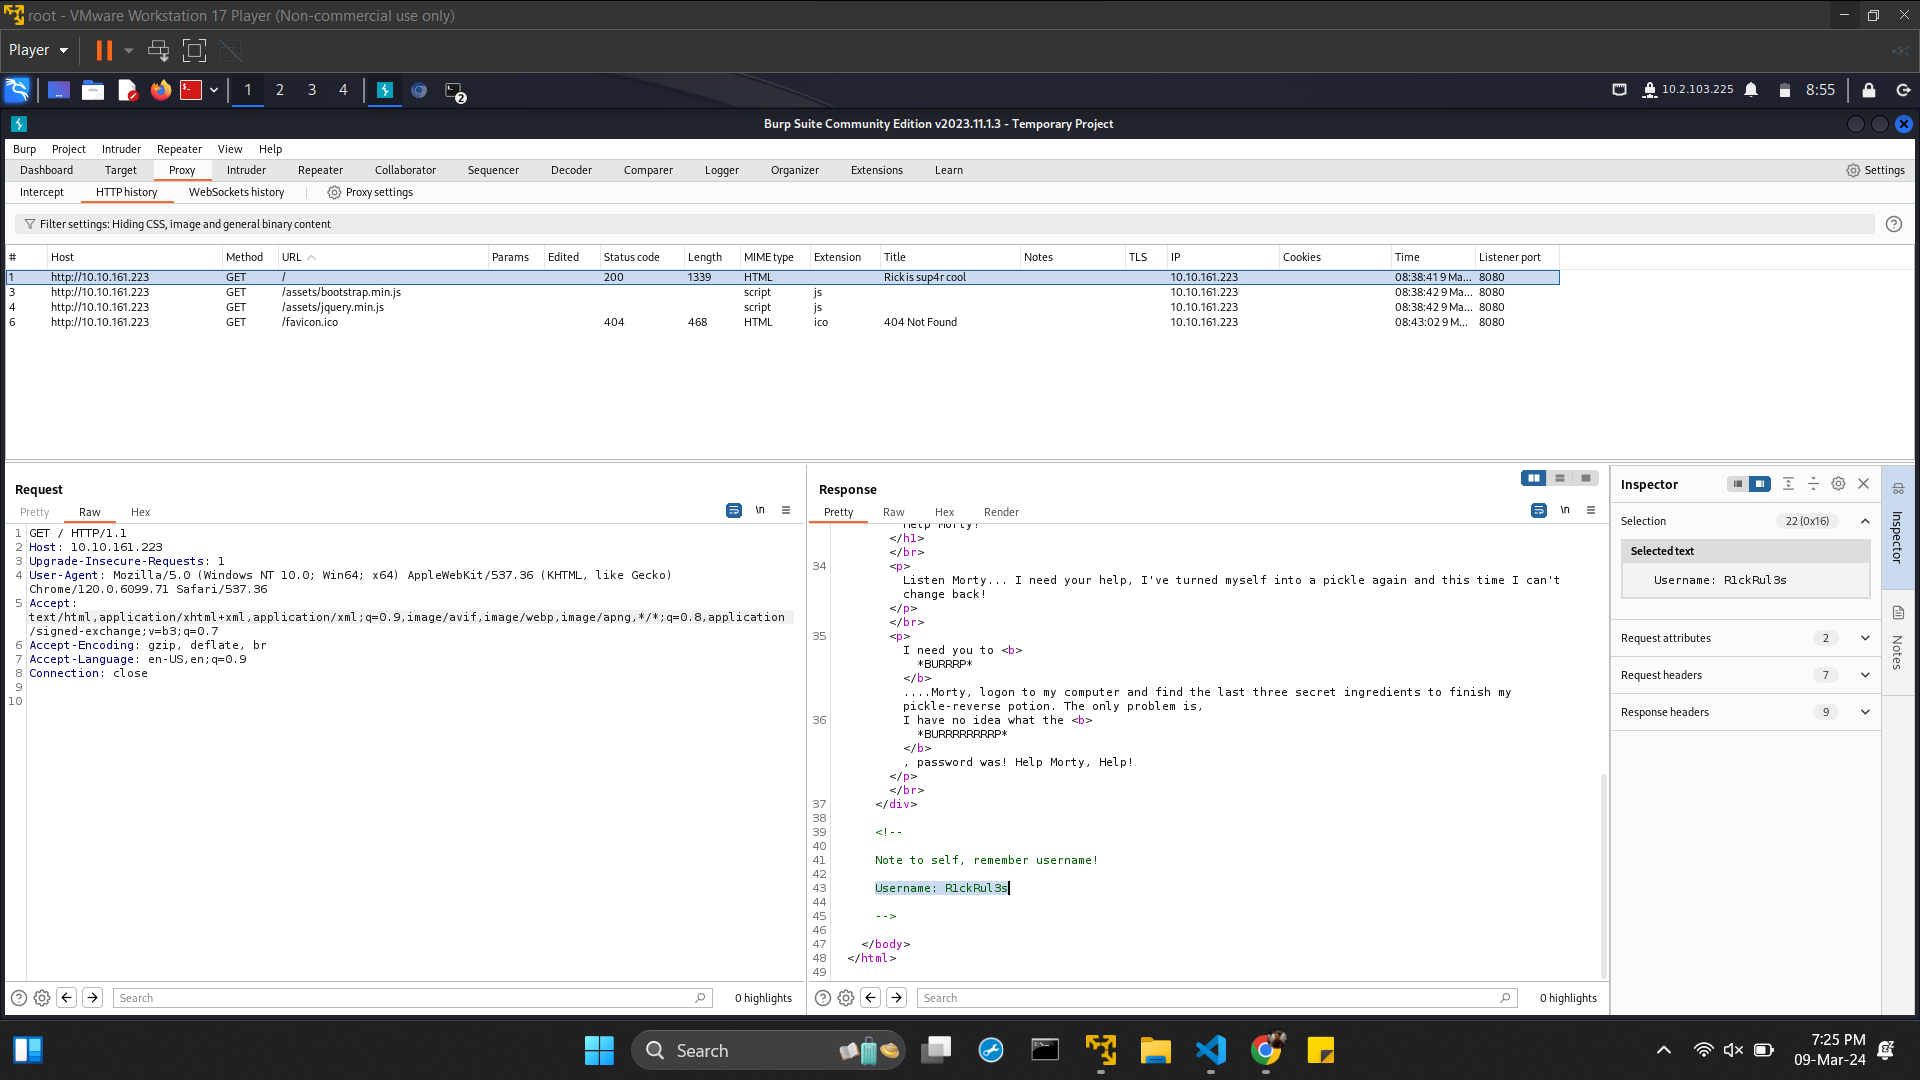 root - VMware Workstation 17 Player (Non-commercial use only)
Player
1 2 3 4
2
10.2.103.225
8:55
Burp Suite Community Edition v2023.11.1.3 - Temporary Project
Burp Project Intruder Repeater View Help
Dashboard Target Proxy Intruder Repeater Collaborator Sequencer Decoder Comparer Logger Organizer Extensions Learn Settings
Intercept HTTP history WebSockets history Proxy settings
Filter settings: Hiding CSS, image and general binary content
# Host Method URL Params Edited Status code Length MIME type Extension Title Notes TLS IP Cookies Time Listener port
1 http://10.10.161.223 GET / 200 1339 HTML Rick is sup4r cool 10.10.161.223 08:38:41 9 Ma... 8080
3 http://10.10.161.223 GET /assets/bootstrap.min.js script js 10.10.161.223 08:38:42 9 Ma... 8080
4 http://10.10.161.223 GET /assets/jquery.min.js script js 10.10.161.223 08:38:42 9 Ma... 8080
6 http://10.10.161.223 GET /favicon.ico 404 468 HTML ico 404 Not Found 10.10.161.223 08:43:02 9 M... 8080
Request
Pretty Raw Hex
\n
1 GET / HTTP/1.1
2 Host: 10.10.161.223
3 Upgrade-Insecure-Requests: 1
4 User-Agent: Mozilla/5.0 (Windows NT 10.0; Win64; x64) AppleWebKit/537.36 (KHTML, like Gecko)
Chrome/120.0.6099.71 Safari/537.36
5 Accept:
text/html,application/xhtml+xml,application/xml;q=0.9,image/avif,image/webp,image/apng,*/*;q=0.8,application
/signed-exchange;v=b3;q=0.7
6 Accept-Encoding: gzip, deflate, br
7 Accept-Language: en-US,en;q=0.9
8 Connection: close
9
10
Search
0 highlights
Response
Pretty Raw Hex Render
\n
Help Morty!
</h1>
</br>
34 <p>
Listen Morty... I need your help, I've turned myself into a pickle again and this time I can't
change back!
</p>
</br>
35 <p>
I need you to <b>
*BURRRP*
</b>
....Morty, logon to my computer and find the last three secret ingredients to finish my
pickle-reverse potion. The only problem is,
36 I have no idea what the <b>
*BURRRRRRRRP*
</b>
, password was! Help Morty, Help!
</p>
</br>
37 </div>
38
39 <!--
40
41 Note to self, remember username!
42
43 Username: R1ckRul3s
44
45 -->
46
47 </body>
48 </html>
49
Search
0 highlights
Inspector
Selection 22 (0x16)
Selected text
Username: R1ckRul3s
Request attributes 2
Request headers 7
Response headers 9
Inspector
Notes
Search
7:25 PM
09-Mar-24